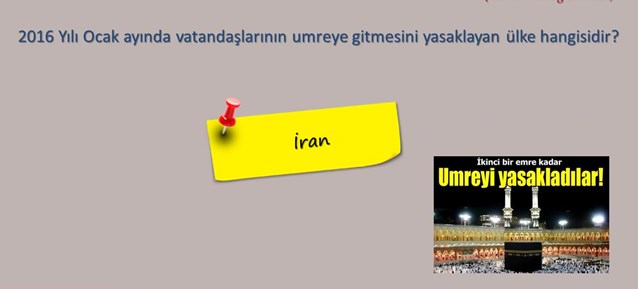 2016 Yılı Ocak ayında vatandaşlarının umreye gitmesini yasaklayan ülke hangisidir?
İran
İkinci bir emre kadar
Umreyi yasakladılar!